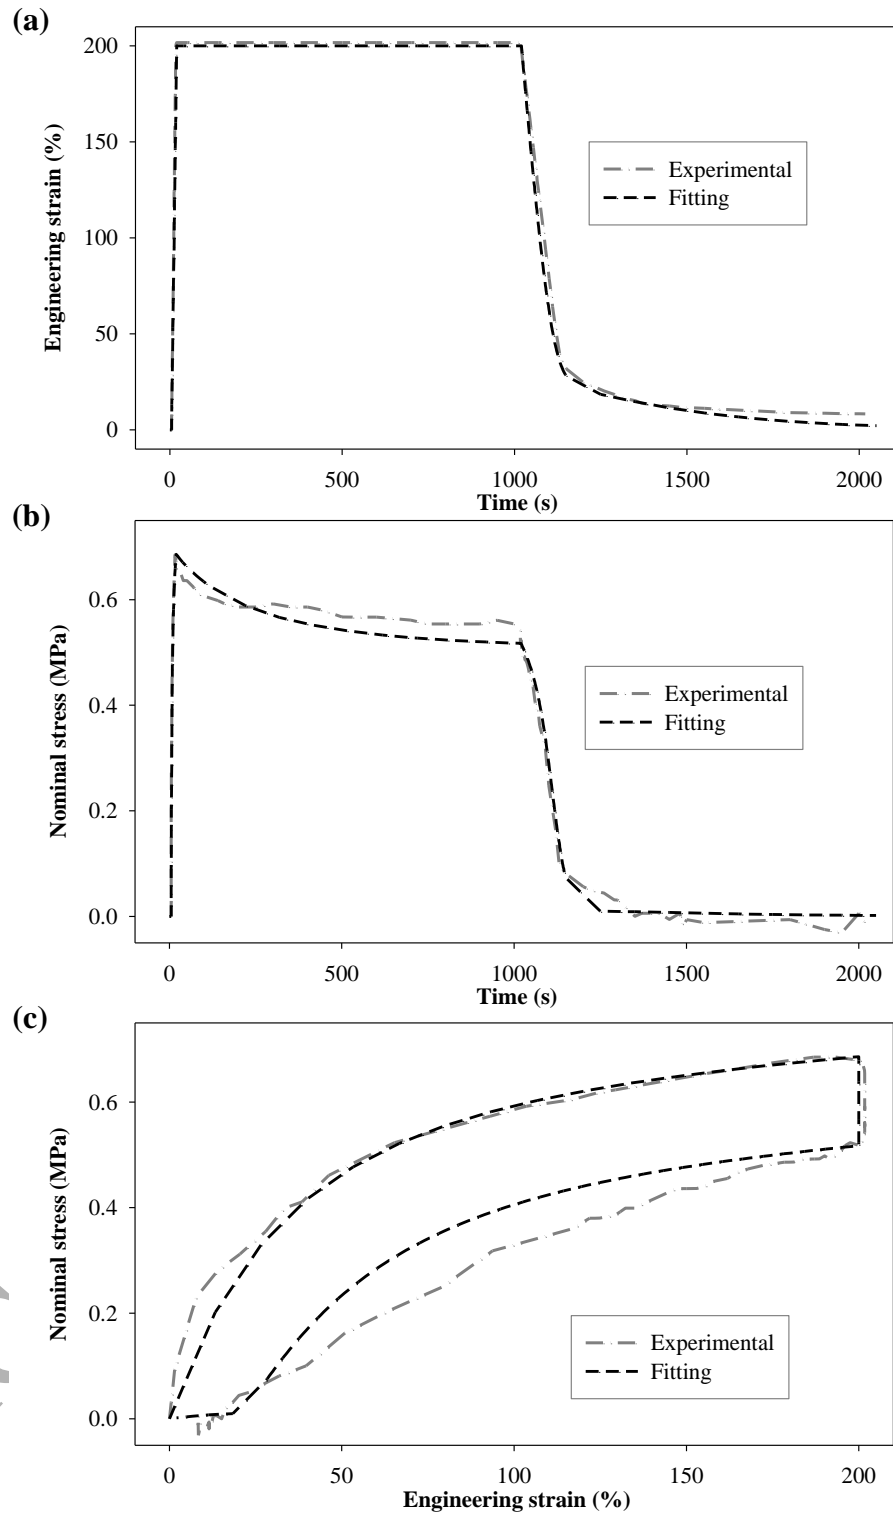 (a)
Engineering strain (%)
200
150
100
50
0
Experimental
Fitting
0 500 1000 1500 2000
Time (s)
(b)
Nominal stress (MPa)
0.6
0.4
0.2
0.0
Experimental
Fitting
0 500 1000 1500 2000
Time (s)
(c)
Nominal stress (MPa)
0.6
0.4
0.2
0.0
Experimental
Fitting
0 50 100 150 200
Engineering strain (%)